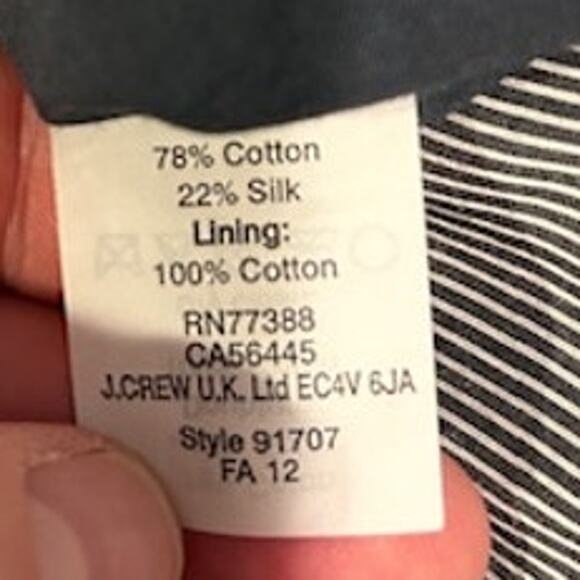 78% Cotton
22% Silk
Lining:
100% Cotton
RN77388
CA56445
J.CREW U.K. Ltd EC4V 6JA
Style 91707
FA 12